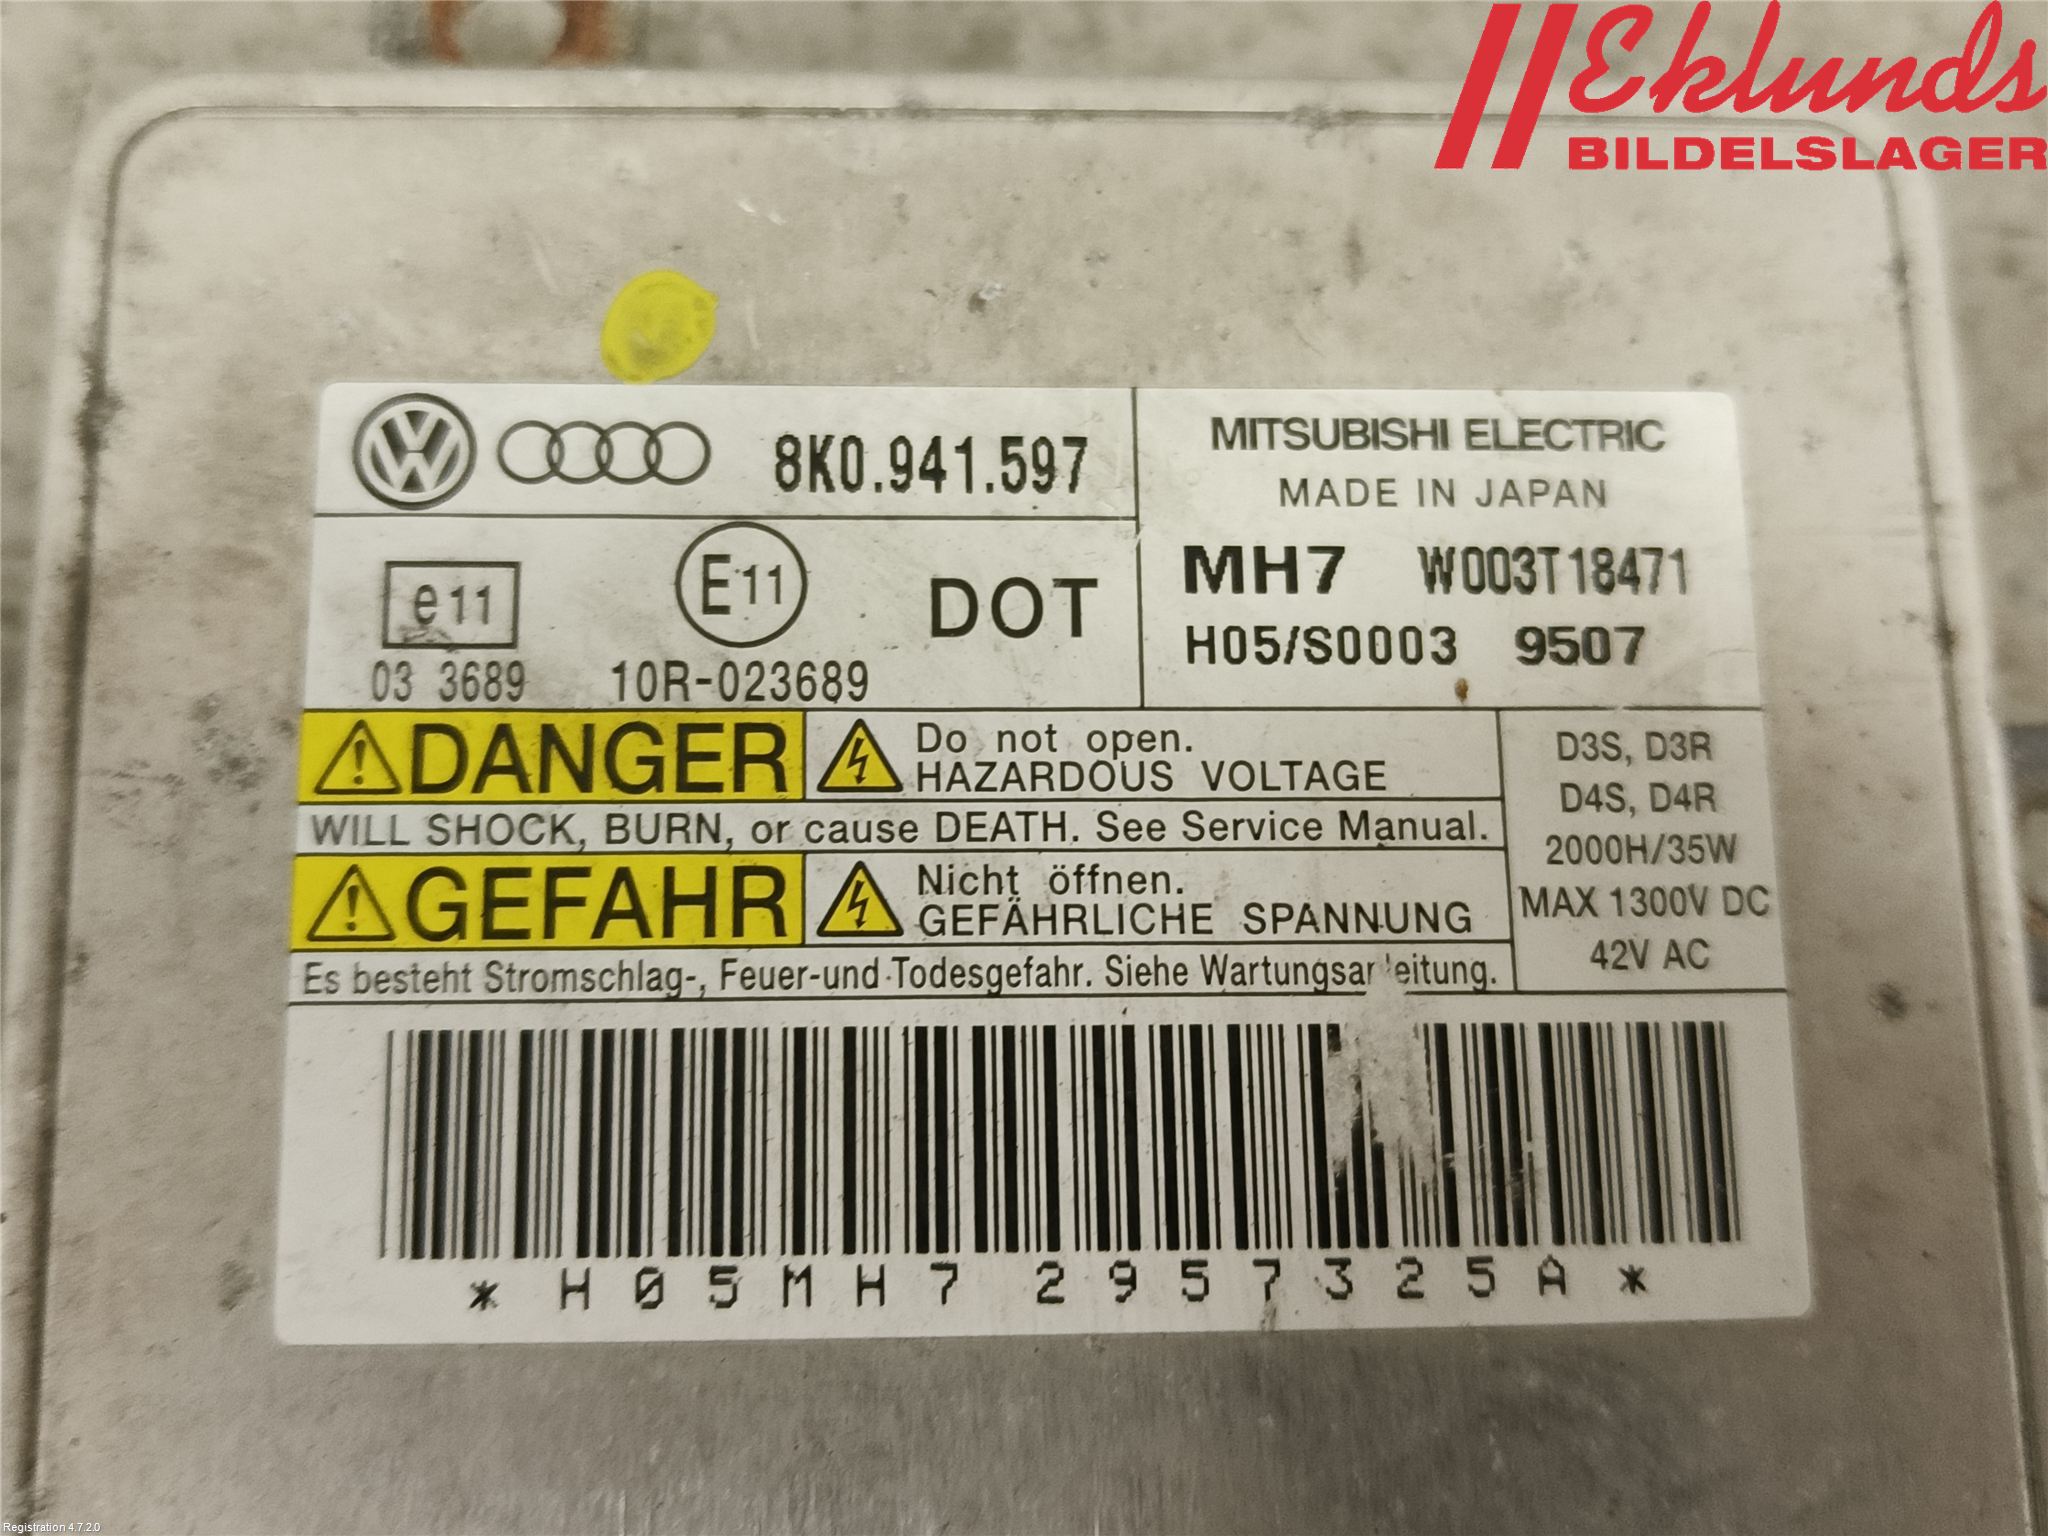 Eklunds
BILDELSLAGER
8K0.941.597
MITSUBISHI ELECTRIC
MADE IN JAPAN
e11
E11
DOT
MH7 W003T18471
03 3689 10R-023689
H05/S0003 9507
DANGER
Do not open.
HAZARDOUS VOLTAGE
WILL SHOCK, BURN, or cause DEATH. See Service Manual.
GEFAHR
Nicht öffnen.
GEFÄHRLICHE SPANNUNG
Es besteht Stromschlag-, Feuer-und Todesgefahr. Siehe Wartungsanleitung.
D3S, D3R
D4S, D4R
2000H/35W
MAX 1300V DC
42V AC
* H05MH7 2957325A *
Registration 4.7.2.0